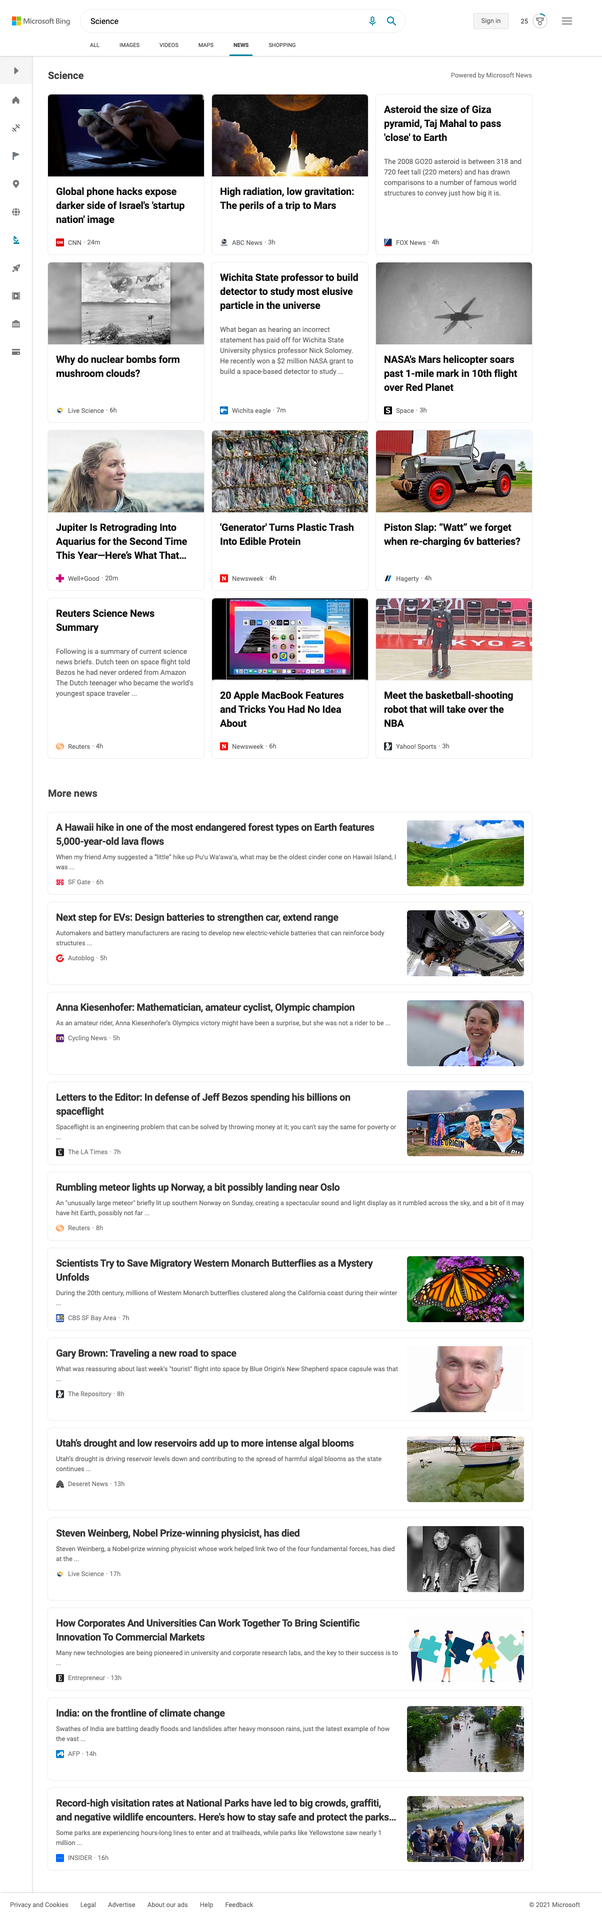 Microsoft Bing
Science
Sign in
25
ALL
IMAGES
VIDEOS
MAPS
NEWS
SHOPPING
Science
Powered by Microsoft News
Global phone hacks expose
darker side of Israel's 'startup
nation' image
CNN · 24m
High radiation, low gravitation:
The perils of a trip to Mars
ABC News · 3h
Asteroid the size of Giza
pyramid, Taj Mahal to pass
'close' to Earth
The 2008 GO20 asteroid is between 318 and
720 feet tall (220 meters) and has drawn
comparisons to a number of famous world
structures to convey just how big it is.
FOX News · 4h
Why do nuclear bombs form
mushroom clouds?
Live Science · 6h
Wichita State professor to build
detector to study most elusive
particle in the universe
What began as hearing an incorrect
statement has paid off for Wichita State
University physics professor Nick Solomey.
He recently won a $2 million NASA grant to
build a space-based detector to study ...
Wichita eagle · 7m
NASA's Mars helicopter soars
past 1-mile mark in 10th flight
over Red Planet
Space · 3h
Jupiter Is Retrograding Into
Aquarius for the Second Time
This Year—Here's What That...
Well+Good · 20m
'Generator' Turns Plastic Trash
Into Edible Protein
Newsweek · 4h
Piston Slap: "Watt" we forget
when re-charging 6v batteries?
Hagerty · 4h
Reuters Science News
Summary
Following is a summary of current science
news briefs. Dutch teen on space flight told
Bezos he had never ordered from Amazon
The Dutch teenager who became the world's
youngest space traveler ...
Reuters · 4h
20 Apple MacBook Features
and Tricks You Had No Idea
About
Newsweek · 6h
TOKYO 20
Meet the basketball-shooting
robot that will take over the
NBA
Yahoo! Sports · 3h
More news
A Hawaii hike in one of the most endangered forest types on Earth features
5,000-year-old lava flows
When my friend Amy suggested a "little" hike up Pu'u Wa'awa'a, what may be the oldest cinder cone on Hawaii Island, I
was ...
SF Gate · 6h
Next step for EVs: Design batteries to strengthen car, extend range
Automakers and battery manufacturers are racing to develop new electric-vehicle batteries that can reinforce body
structures ...
Autoblog · 5h
Anna Kiesenhofer: Mathematician, amateur cyclist, Olympic champion
As an amateur rider, Anna Kiesenhofer's Olympics victory might have been a surprise, but she was not a rider to be ...
Cycling News · 5h
Letters to the Editor: In defense of Jeff Bezos spending his billions on
spaceflight
Spaceflight is an engineering problem that can be solved by throwing money at it; you can't say the same for poverty or
...
The LA Times · 7h
BLUE ORIGIN
Rumbling meteor lights up Norway, a bit possibly landing near Oslo
An "unusually large meteor" briefly lit up southern Norway on Sunday, creating a spectacular sound and light display as it rumbled across the sky, and a bit of it may
have hit Earth, possibly not far ...
Reuters · 8h
Scientists Try to Save Migratory Western Monarch Butterflies as a Mystery
Unfolds
During the 20th century, millions of Western Monarch butterflies clustered along the California coast during their winter
...
CBS SF Bay Area · 7h
Gary Brown: Traveling a new road to space
What was reassuring about last week's "tourist" flight into space by Blue Origin's New Shepherd space capsule was that
...
The Repository · 8h
Utah's drought and low reservoirs add up to more intense algal blooms
Utah's drought is driving reservoir levels down and contributing to the spread of harmful algal blooms as the state
continues ...
Deseret News · 13h
Steven Weinberg, Nobel Prize-winning physicist, has died
Steven Weinberg, a Nobel-prize winning physicist whose work helped link two of the four fundamental forces, has died
at the ...
Live Science · 17h
How Corporates And Universities Can Work Together To Bring Scientific
Innovation To Commercial Markets
Many new technologies are being pioneered in university and corporate research labs, and the key to their success is to
...
Entrepreneur · 13h
India: on the frontline of climate change
Swathes of India are battling deadly floods and landslides after heavy monsoon rains, just the latest example of how
the vast ...
AFP · 14h
Record-high visitation rates at National Parks have led to big crowds, graffiti,
and negative wildlife encounters. Here's how to stay safe and protect the parks...
Some parks are experiencing hours-long lines to enter and at trailheads, while parks like Yellowstone saw nearly 1
million ...
INSIDER · 16h
Privacy and Cookies
Legal
Advertise
About our ads
Help
Feedback
© 2021 Microsoft